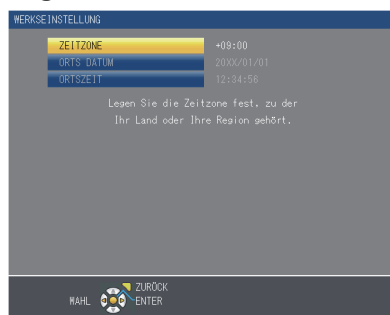 WERKSEINSTELLUNG
ZEITZONE +09:00
ORTS DATUM 20XX/01/01
ORTSZEIT 12:34:56
Legen Sie die Zeitzone fest, zu der
Ihr Land oder Ihre Region gehört.
ZURÜCK
WAHL ENTER